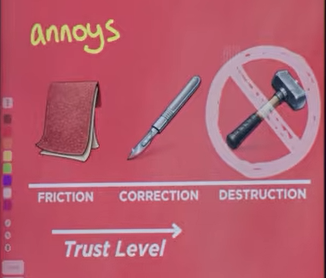 annoys
FRICTION CORRECTION DESTRUCTION
Trust Level